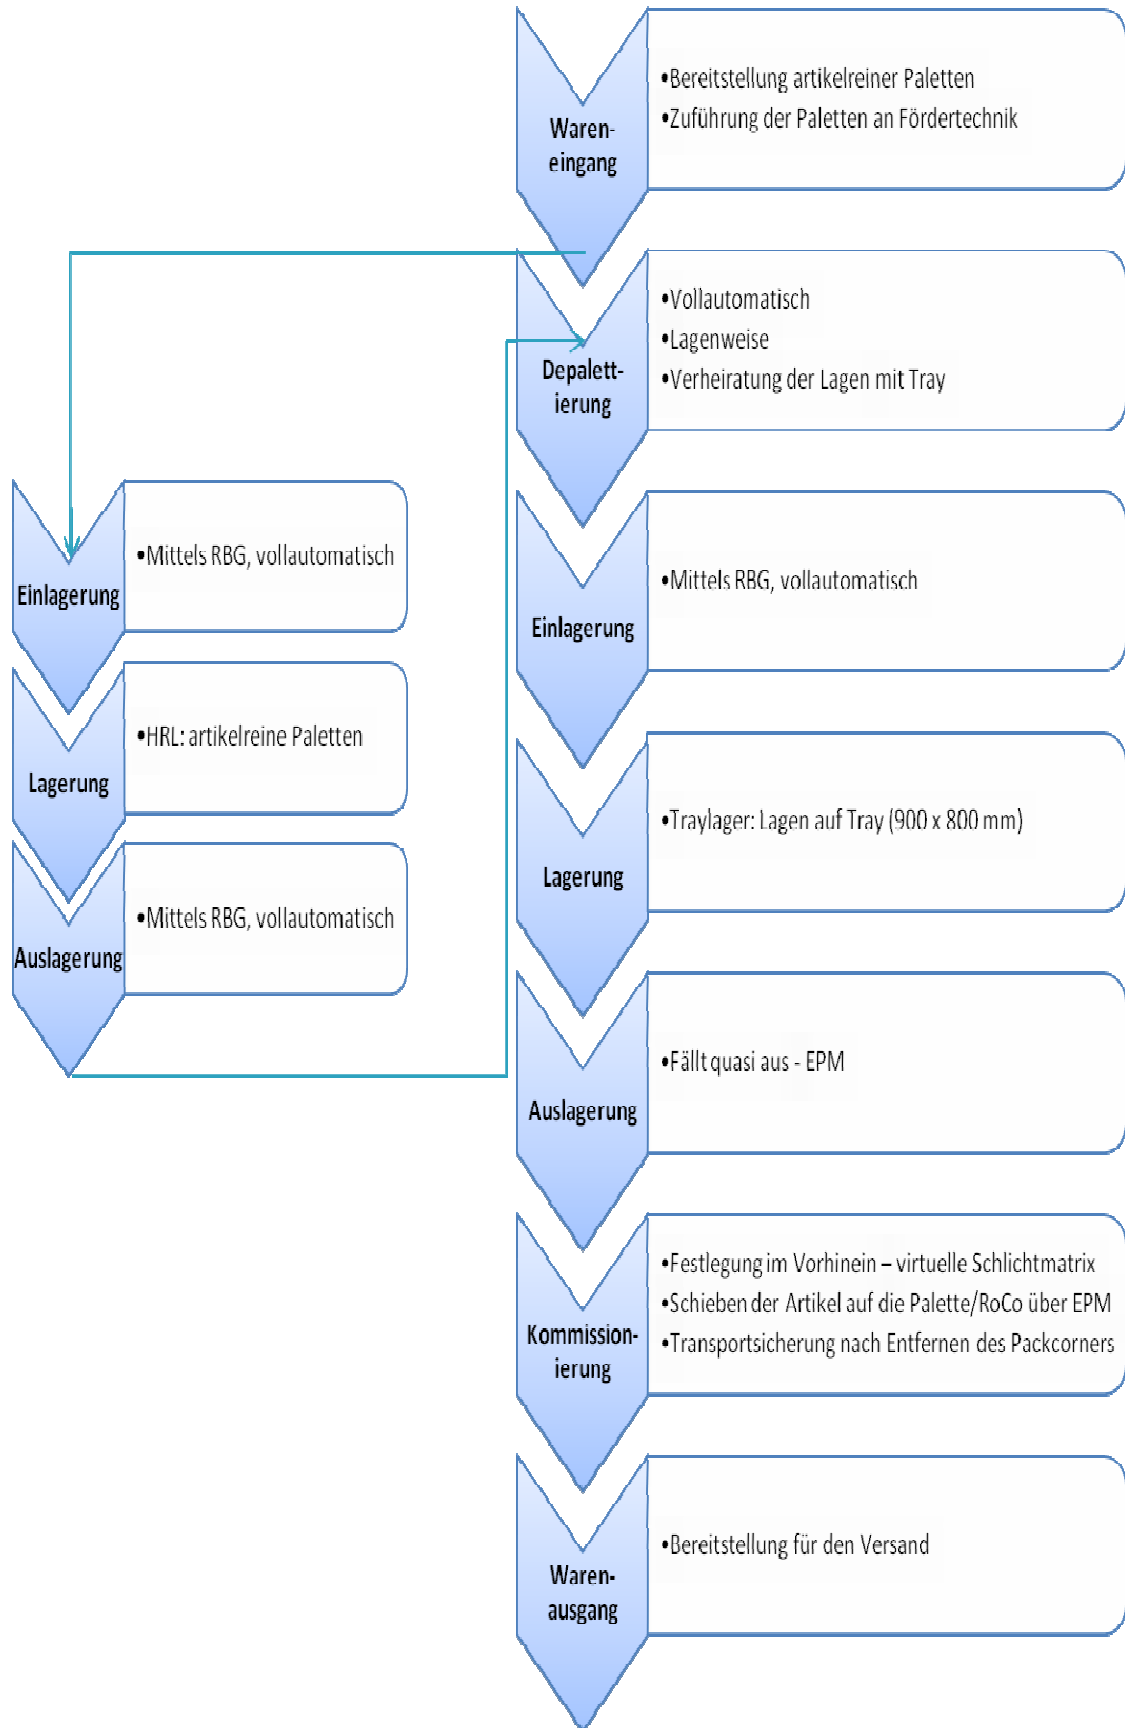 Waren-
eingang
•Bereitstellung artikelreiner Paletten
•Zuführung der Paletten an Fördertechnik
Depalett-
ierung
•Vollautomatisch
•Lagenweise
•Verheiratung der Lagen mit Tray
Einlagerung
•Mittels RBG, vollautomatisch
Lagerung
•HRL: artikelreine Paletten
Auslagerung
•Mittels RBG, vollautomatisch
Einlagerung
•Mittels RBG, vollautomatisch
Lagerung
•Traylager: Lagen auf Tray (900 x 800 mm)
Auslagerung
•Fällt quasi aus - EPM
Kommission-
ierung
•Festlegung im Vorhinein – virtuelle Schlichtmatrix
•Schieben der Artikel auf die Palette/RoCo über EPM
•Transportsicherung nach Entfernen des Packcorners
Waren-
ausgang
•Bereitstellung für den Versand